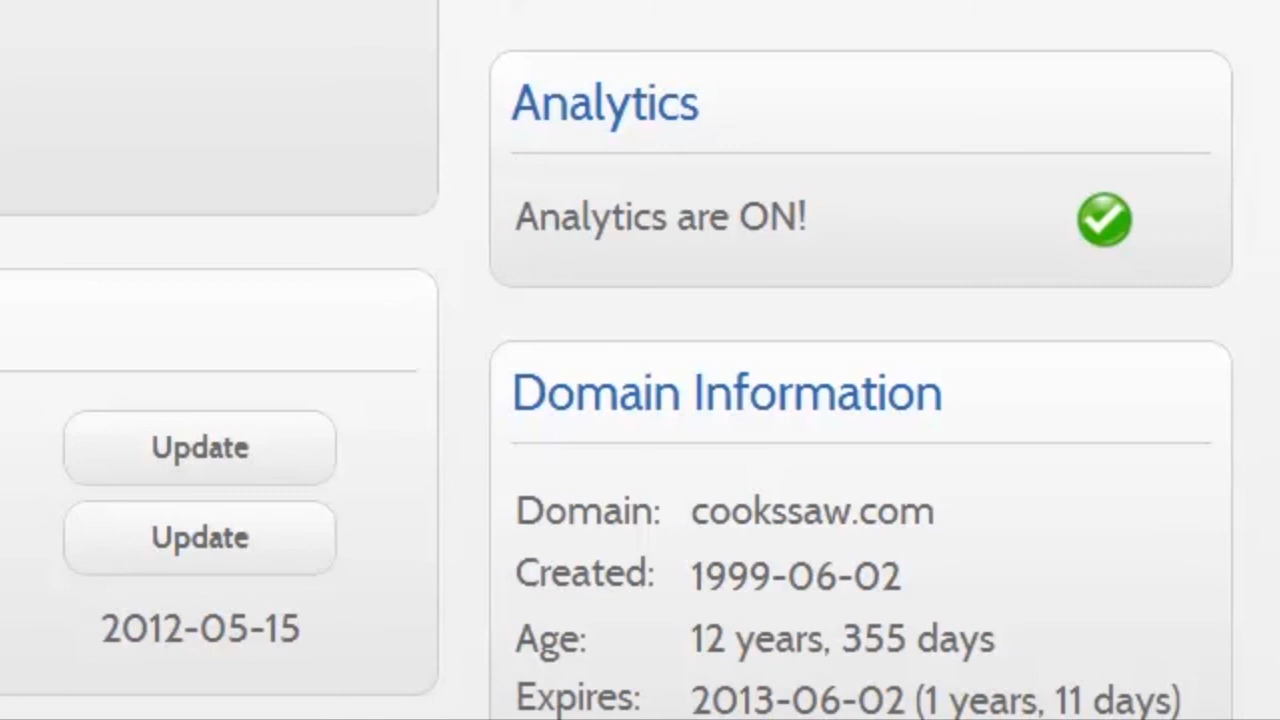 Analytics
Analytics are ON!
Update
Update
2012-05-15
Domain Information
Domain: cookssaw.com
Created: 1999-06-02
Age: 12 years, 355 days
Expires: 2013-06-02 (1 years, 11 days)